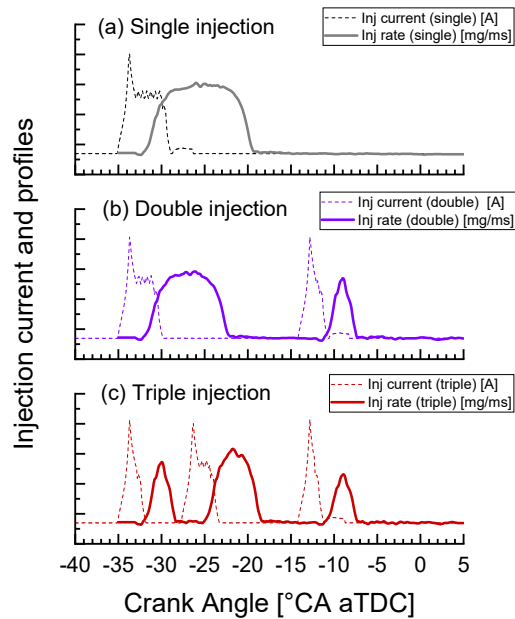 (a) Single injection
Inj current (single) [A]
Inj rate (single) [mg/ms]
(b) Double injection
Inj current (double) [A]
Inj rate (double) [mg/ms]
(c) Triple injection
Inj current (triple) [A]
Inj rate (triple) [mg/ms]
Injection current and profiles
-40 -35 -30 -25 -20 -15 -10 -5 0 5
Crank Angle [°CA aTDC]